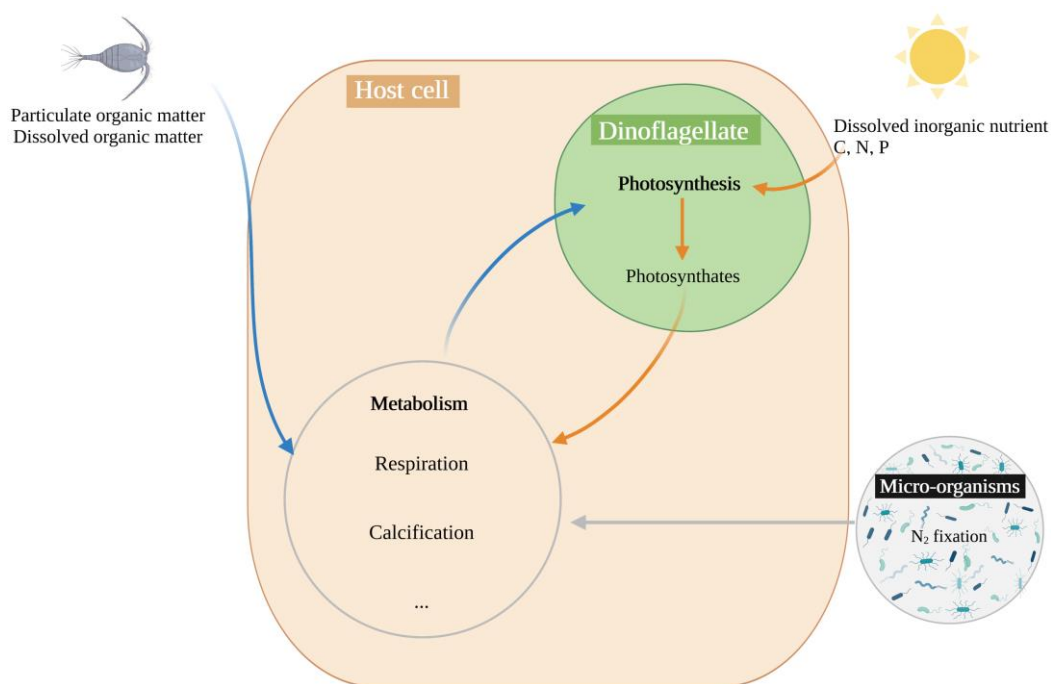 Host cell
Particulate organic matter
Dissolved organic matter
Dinoflagellate
Dissolved inorganic nutrient
C, N, P
Photosynthesis
Photosynthates
Metabolism
Respiration
Calcification
...
Micro-organisms
N₂ fixation